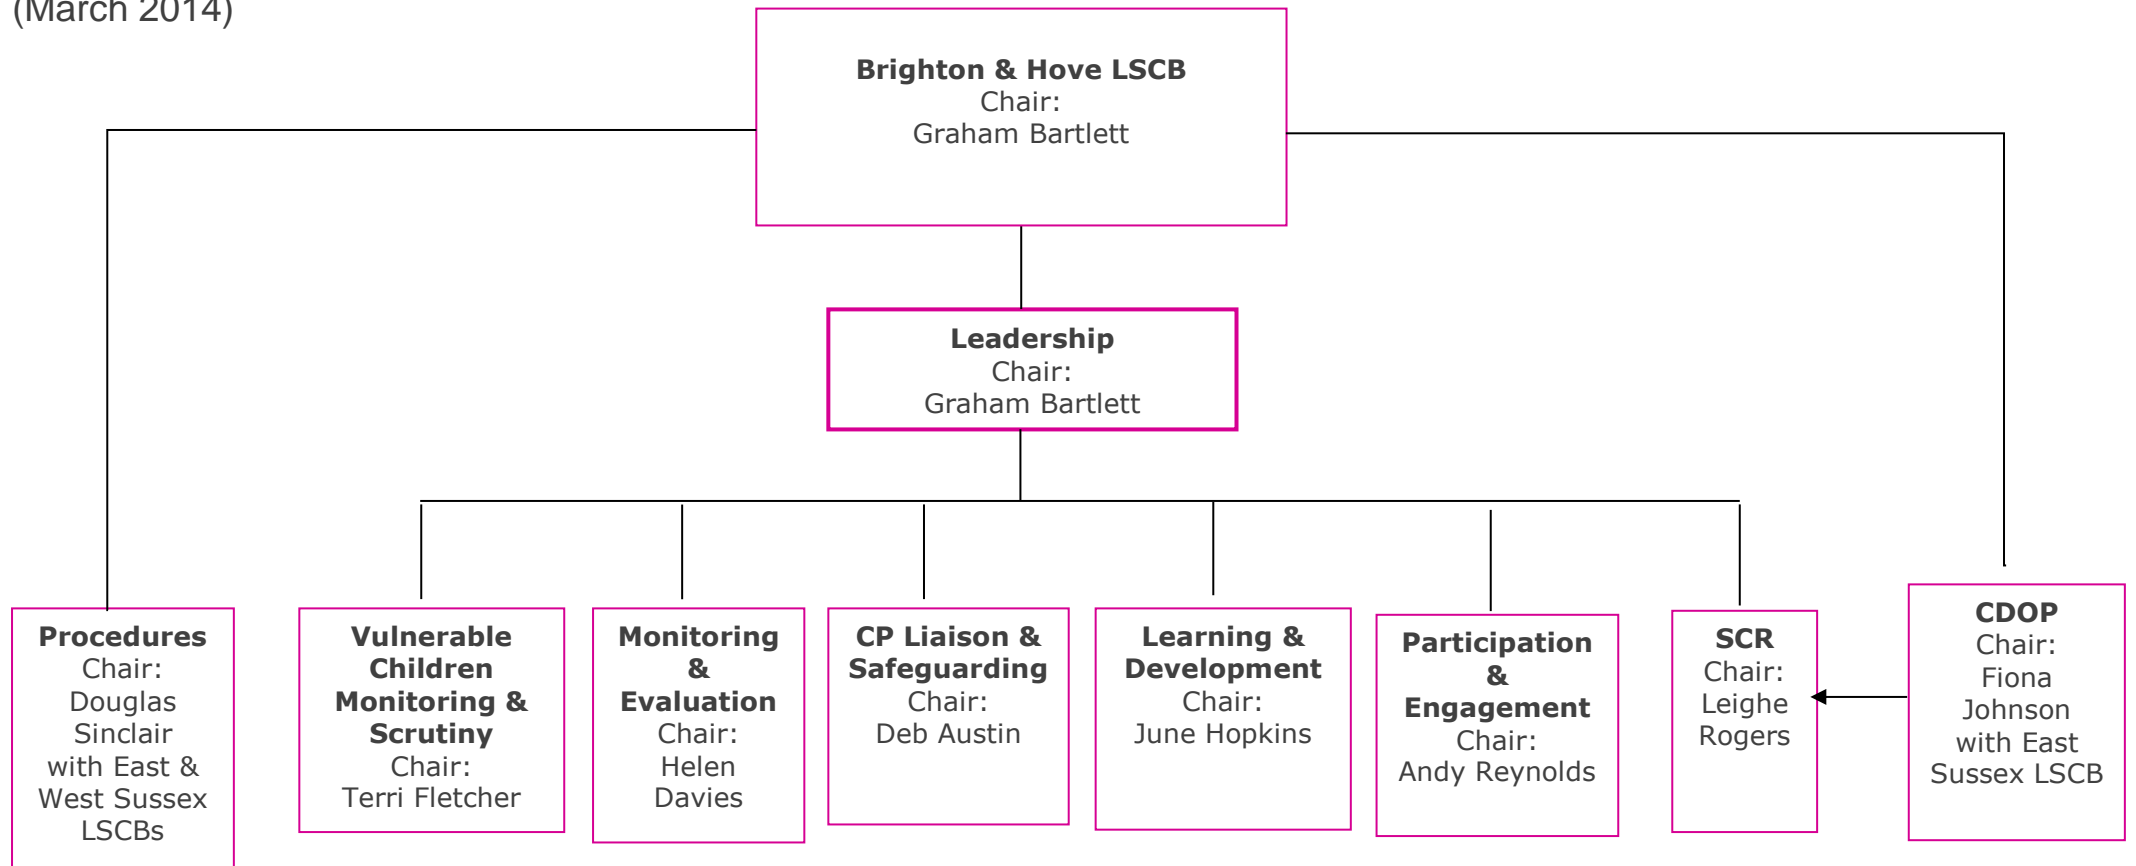 (March 2014)
Brighton & Hove LSCB
Chair:
Graham Bartlett
Leadership
Chair:
Graham Bartlett
Procedures
Chair:
Douglas
Sinclair
with East &
West Sussex
LSCBs
Vulnerable
Children
Monitoring &
Scrutiny
Chair:
Terri Fletcher
Monitoring
&
Evaluation
Chair:
Helen
Davies
CP Liaison &
Safeguarding
Chair:
Deb Austin
Learning &
Development
Chair:
June Hopkins
Participation
&
Engagement
Chair:
Andy Reynolds
SCR
Chair:
Leighe
Rogers
CDOP
Chair:
Fiona
Johnson
with East
Sussex LSCB